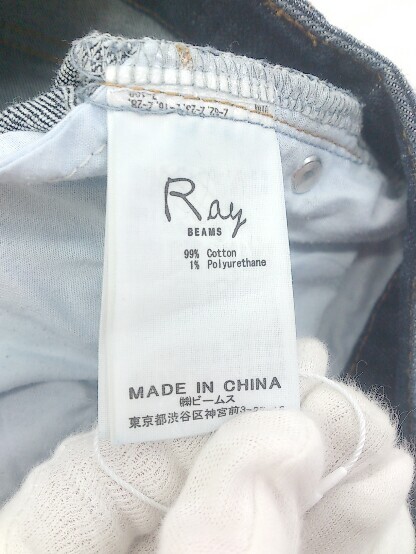 Ray
BEAMS
99% Cotton
1% Polyurethane
MADE IN CHINA
㈱ビームス
東京都渋谷区神宮前3-